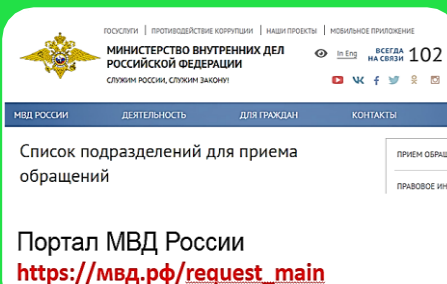 ГОСУСЛУГИ | ПРОТИВОДЕЙСТВИЕ КОРРУПЦИИ | НАШИ ПРОЕКТЫ | МОБИЛЬНОЕ ПРИЛОЖЕНИЕ
МИНИСТЕРСТВО ВНУТРЕННИХ ДЕЛ
РОССИЙСКОЙ ФЕДЕРАЦИИ
СЛУЖИМ РОССИИ, СЛУЖИМ ЗАКОНУ!
In Eng
ВСЕГДА
НА СВЯЗИ 102
МВД РОССИИ ДЕЯТЕЛЬНОСТЬ ДЛЯ ГРАЖДАН КОНТАКТЫ
Список подразделений для приема
обращений
ПРИЕМ ОБРАЩ
ПРАВОВОЕ ИН
Портал МВД России
https://мвд.рф/request_main